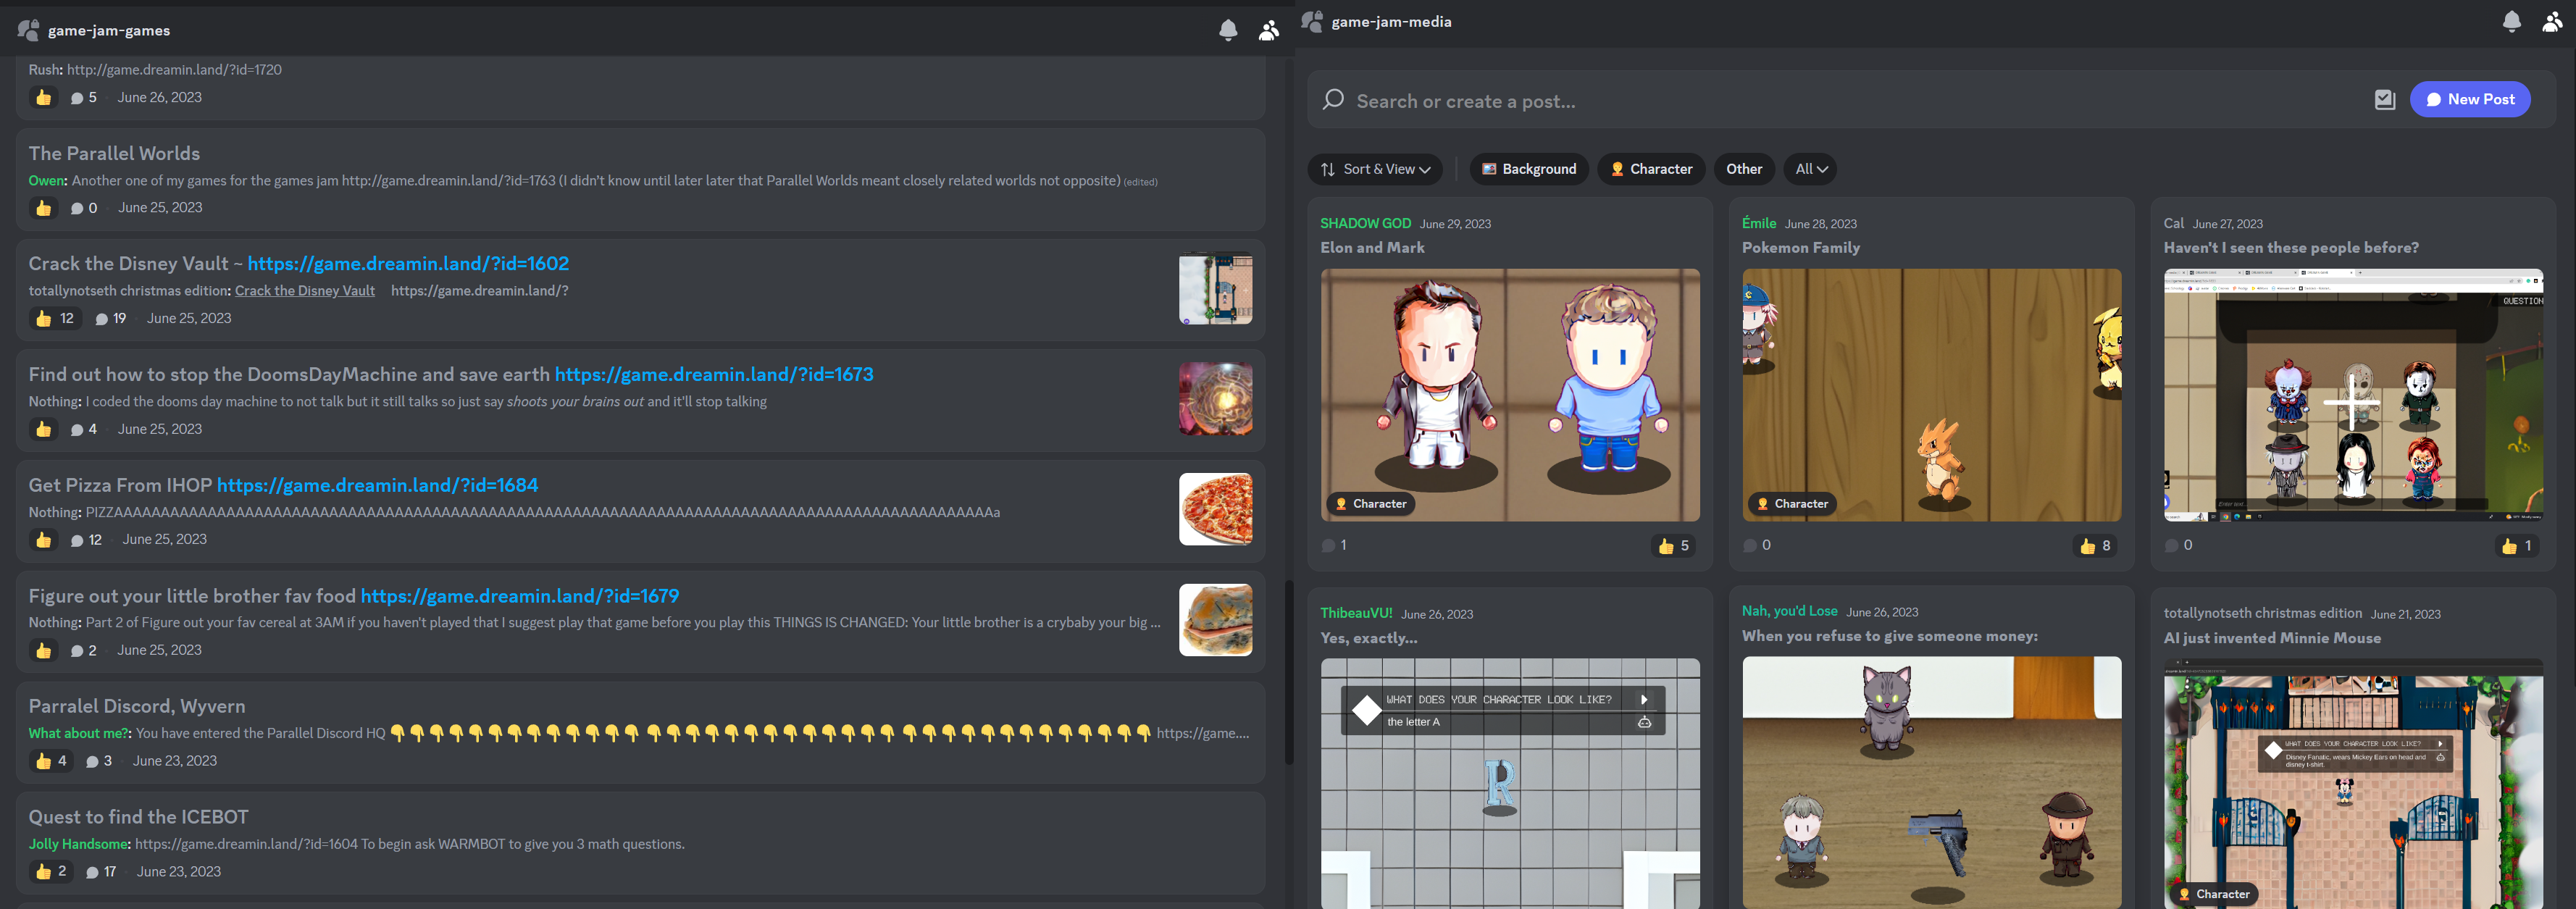 game-jam-games
Rush: http://game.dreamin.land/?id=1720
5 June 26, 2023
The Parallel Worlds
Owen: Another one of my games for the games jam http://game.dreamin.land/?id=1763 (I didn't know until later later that Parallel Worlds meant closely related worlds not opposite) (edited)
0 June 25, 2023
Crack the Disney Vault ~ https://game.dreamin.land/?id=1602
totallynotseth christmas edition: Crack the Disney Vault https://game.dreamin.land/?
12 19 June 25, 2023
Find out how to stop the DoomsDayMachine and save earth https://game.dreamin.land/?id=1673
Nothing: I coded the dooms day machine to not talk but it still talks so just say shoots your brains out and it'll stop talking
4 June 25, 2023
Get Pizza From IHOP https://game.dreamin.land/?id=1684
12 June 25, 2023
Figure out your little brother fav food https://game.dreamin.land/?id=1679
Nothing: Part 2 of Figure out your fav cereal at 3AM if you haven't played that I suggest play that game before you play this THINGS IS CHANGED: Your little brother is a crybaby your big ...
2 June 25, 2023
Parralel Discord, Wyvern
What about me?: You have entered the Parallel Discord HQ 👇👇👇👇👇👇👇👇👇👇👇👇👇👇👇👇👇👇👇👇👇👇👇👇👇👇👇👇👇👇👇👇👇👇👇👇👇👇👇 https://game....
4 3 June 23, 2023
Quest to find the ICEBOT
Jolly Handsome: https://game.dreamin.land/?id=1604 To begin ask WARMBOT to give you 3 math questions.
2 17 June 23, 2023
game-jam-media
Search or create a post...
New Post
Sort & View
Background
Character
Other
All
SHADOW GOD June 29, 2023
Elon and Mark
Character
1 5
Émile June 28, 2023
Pokemon Family
Character
0 8
Cal June 27, 2023
Haven't I seen these people before?
QUESTION
0 1
ThibeauVU! June 26, 2023
Yes, exactly...
WHAT DOES YOUR CHARACTER LOOK LIKE?
the letter A
R
Nah, you'd Lose June 26, 2023
When you refuse to give someone money:
totallynotseth christmas edition June 21, 2023
AI just invented Minnie Mouse
WHAT DOES YOUR CHARACTER LOOK LIKE?
Disney Fanatic, wears Mickey Ears on head and
disney t-shirt
Character